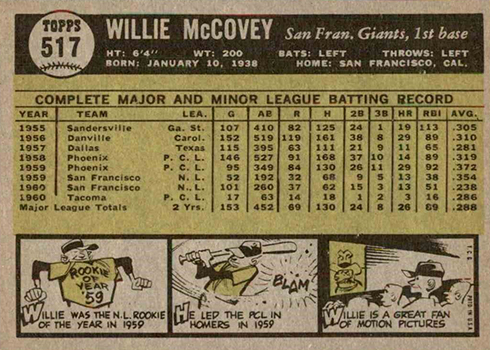 TOPPS
517
WILLIE McCOVEY
San Fran. Giants, 1st base
HT: 6'4" WT: 200 BATS: LEFT THROWS: LEFT
BORN: JANUARY 10, 1938 HOME: SAN FRANCISCO, CAL.
COMPLETE MAJOR AND MINOR LEAGUE BATTING RECORD
YEAR TEAM LEA. G AB R H 2B 3B HR RBI AVG.
1955 Sandersville Ga. St. 107 410 82 125 24 1 19 113 .305
1956 Danville Carol. 152 519 119 161 38 8 29 89 .310
1957 Dallas Texas 115 395 63 111 21 9 11 65 .281
1958 Phoenix P.C.L. 146 527 91 168 37 10 14 89 .319
1959 Phoenix P.C.L. 95 349 84 130 26 11 29 92 .372
1959 San Francisco N.L. 52 192 32 68 9 5 13 38 .354
1960 San Francisco N.L. 101 260 37 62 15 3 13 51 .238
1960 Tacoma P.C.L. 17 63 14 18 1 2 3 16 .286
Major League Totals 2 Yrs. 153 452 69 130 24 8 26 89 .288
ROOKIE OF YEAR '59
WILLIE WAS THE N.L. ROOKIE
OF THE YEAR IN 1959
BLAM
HE LED THE PCL IN
HOMERS IN 1959
WILLIE IS A GREAT FAN OF
MOTION PICTURES